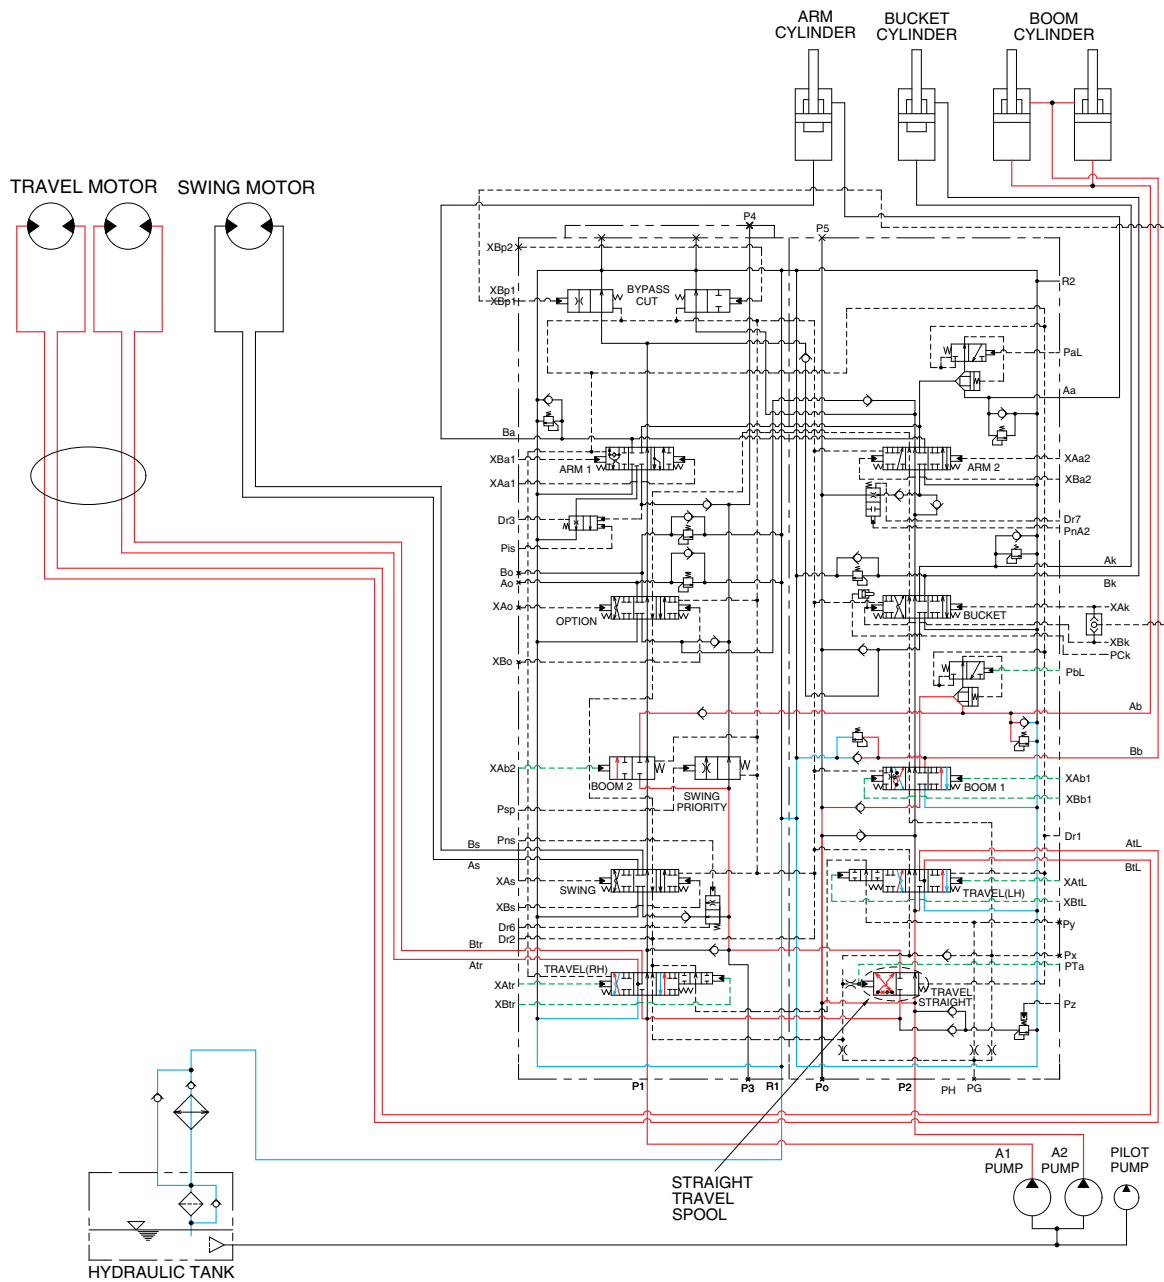 ARM
CYLINDER
BUCKET
CYLINDER
BOOM
CYLINDER
TRAVEL MOTOR
SWING MOTOR
P4
P5
XBp2
XBp1
XBp1
BYPASS
CUT
R2
PaL
Aa
Ba
XBa1
XAa1
ARM 1
ARM 2
XAa2
XBa2
Dr3
Pis
Dr7
PnA2
Bo
Ao
XAo
OPTION
XBo
Ak
Bk
BUCKET
XAk
XBk
PCk
PbL
Ab
Bb
XAb2
BOOM 2
SWING
PRIORITY
Psp
BOOM 1
XAb1
XBb1
Pns
Bs
As
Dr1
AtL
BtL
XAs
SWING
XBs
Dr6
Dr2
TRAVEL(LH)
XAtL
XBtL
Py
Btr
Atr
Px
PTa
TRAVEL(RH)
XAtr
XBtr
TRAVEL
STRAIGHT
Pz
P1
P3
R1
Po
P2
PH
PG
STRAIGHT
TRAVEL
SPOOL
A1
PUMP
A2
PUMP
PILOT
PUMP
HYDRAULIC TANK